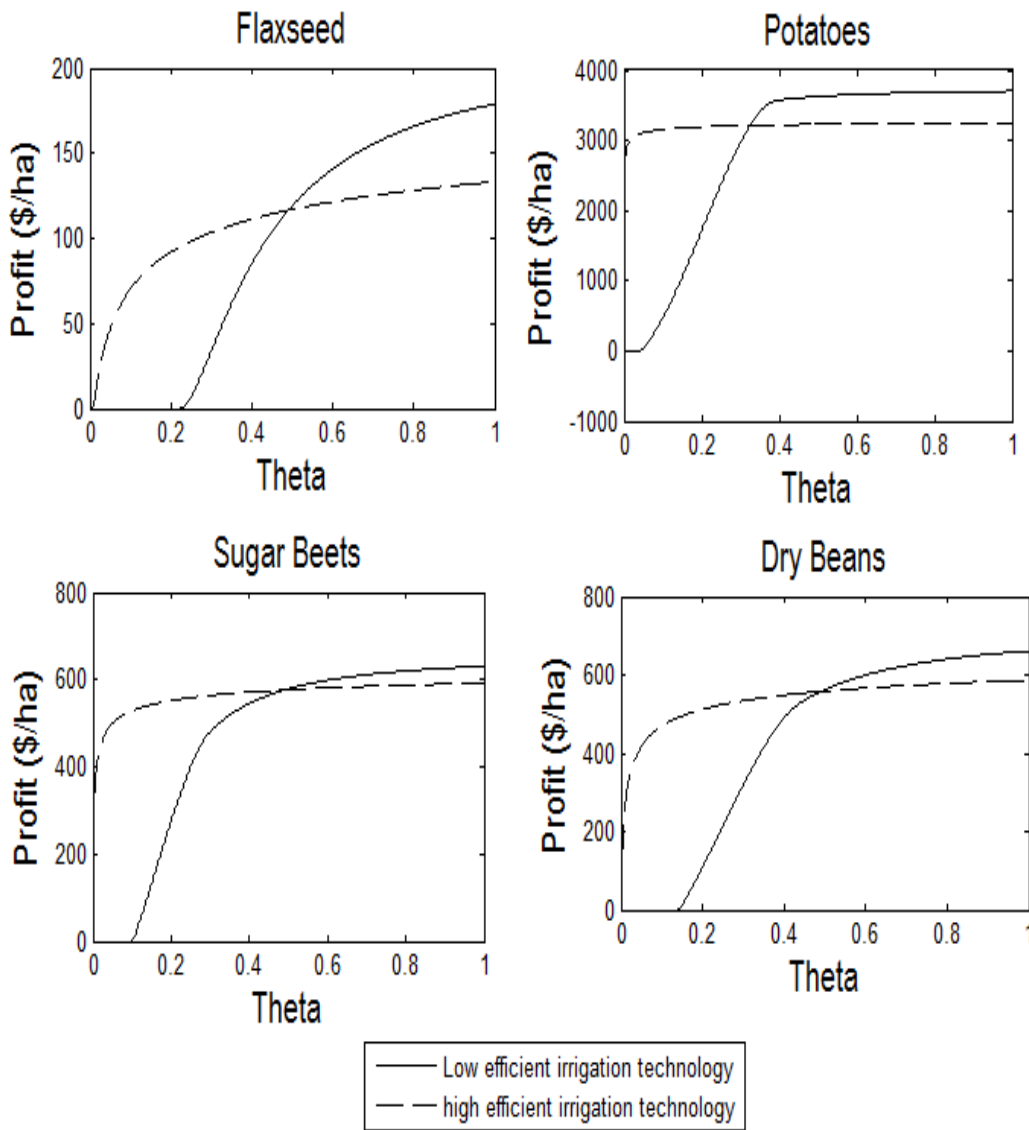 Flaxseed
Profit ($/ha)
200
150
100
50
0
0 0.2 0.4 0.6 0.8 1
Theta
Potatoes
Profit ($/ha)
4000
3000
2000
1000
0
-1000
0 0.2 0.4 0.6 0.8 1
Theta
Sugar Beets
Profit ($/ha)
800
600
400
200
0
0 0.2 0.4 0.6 0.8 1
Theta
Dry Beans
Profit ($/ha)
800
600
400
200
0
0 0.2 0.4 0.6 0.8 1
Theta
Low efficient irrigation technology
high efficient irrigation technology